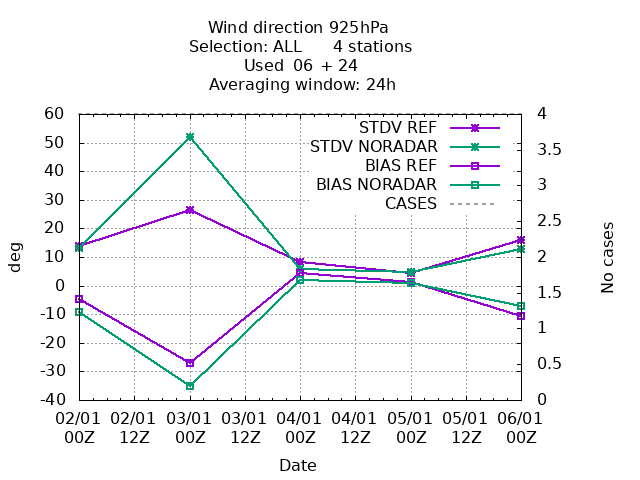 Wind direction 925hPa
Selection: ALL 4 stations
Used 06 + 24
Averaging window: 24h
60
50
40
30
20
10
0
-10
-20
-30
-40
deg
4
3.5
3
2.5
2
1.5
1
0.5
0
No cases
STDV REF
STDV NORADAR
BIAS REF
BIAS NORADAR
CASES
02/01 02/01 03/01 03/01 04/01 04/01 05/01 05/01 06/01
00Z 12Z 00Z 12Z 00Z 12Z 00Z 12Z 00Z
Date